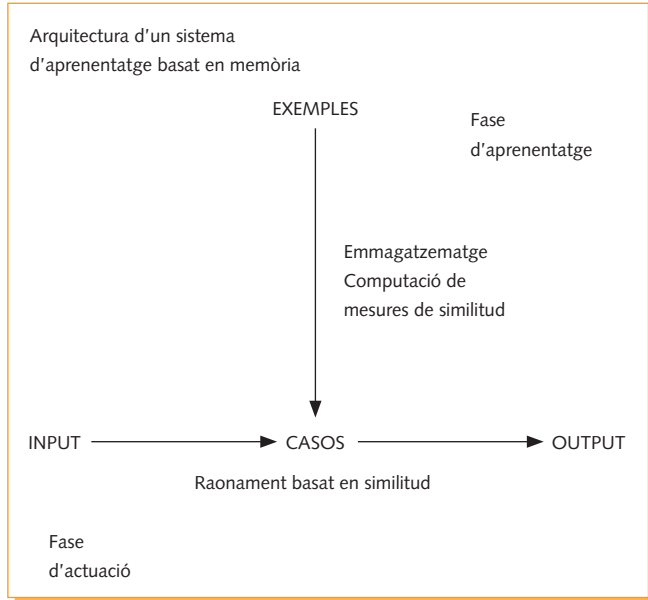 Arquitectura d'un sistema
d'aprenentatge basat en memòria
EXEMPLES
Fase
d'aprenentatge
Emmagatzematge
Computació de
mesures de similitud
INPUT
CASOS
OUTPUT
Raonament basat en similitud
Fase
d'actuació